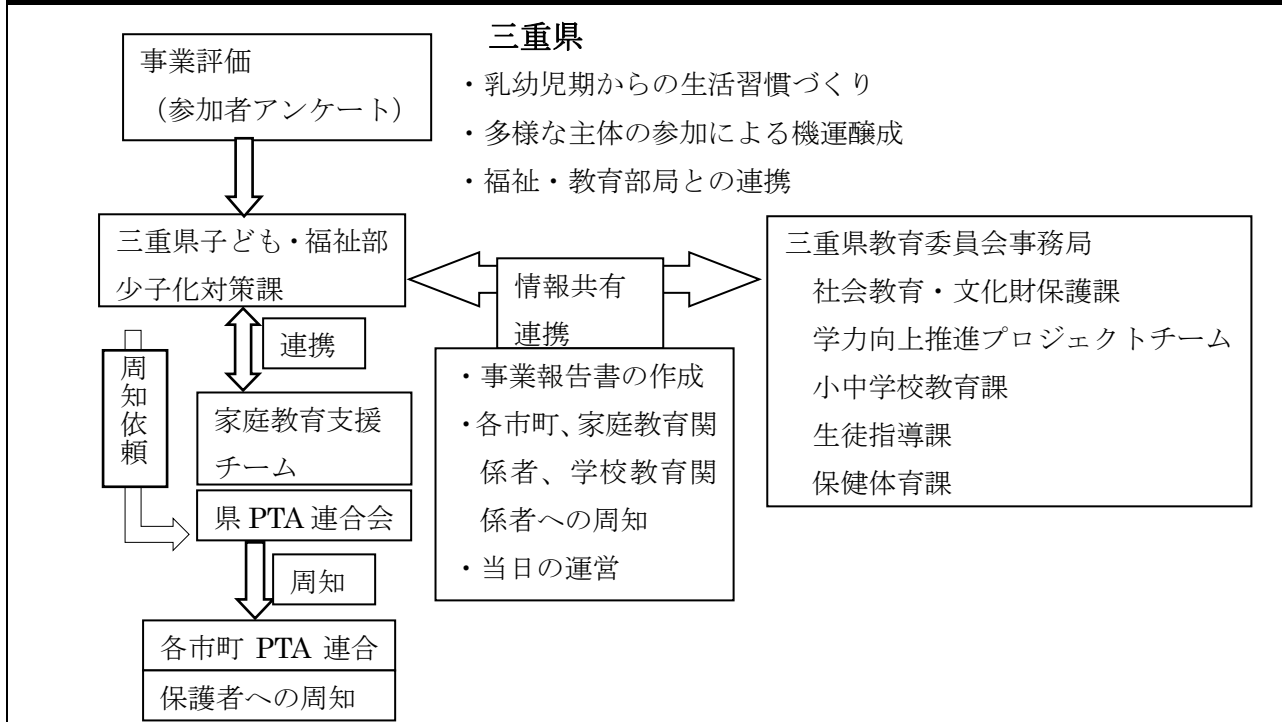 三重県
・乳幼児期からの生活習慣づくり
・多様な主体の参加による機運醸成
・福祉・教育部局との連携
事業評価
（参加者アンケート）
三重県子ども・福祉部
少子化対策課
情報共有
連携
三重県教育委員会事務局
社会教育・文化財保護課
学力向上推進プロジェクトチーム
小中学校教育課
生徒指導課
保健体育課
連携
周知依頼
家庭教育支援
チーム
県 PTA 連合会
・事業報告書の作成
・各市町、家庭教育関
係者、学校教育関
係者への周知
・当日の運営
周知
各市町 PTA 連合
保護者への周知